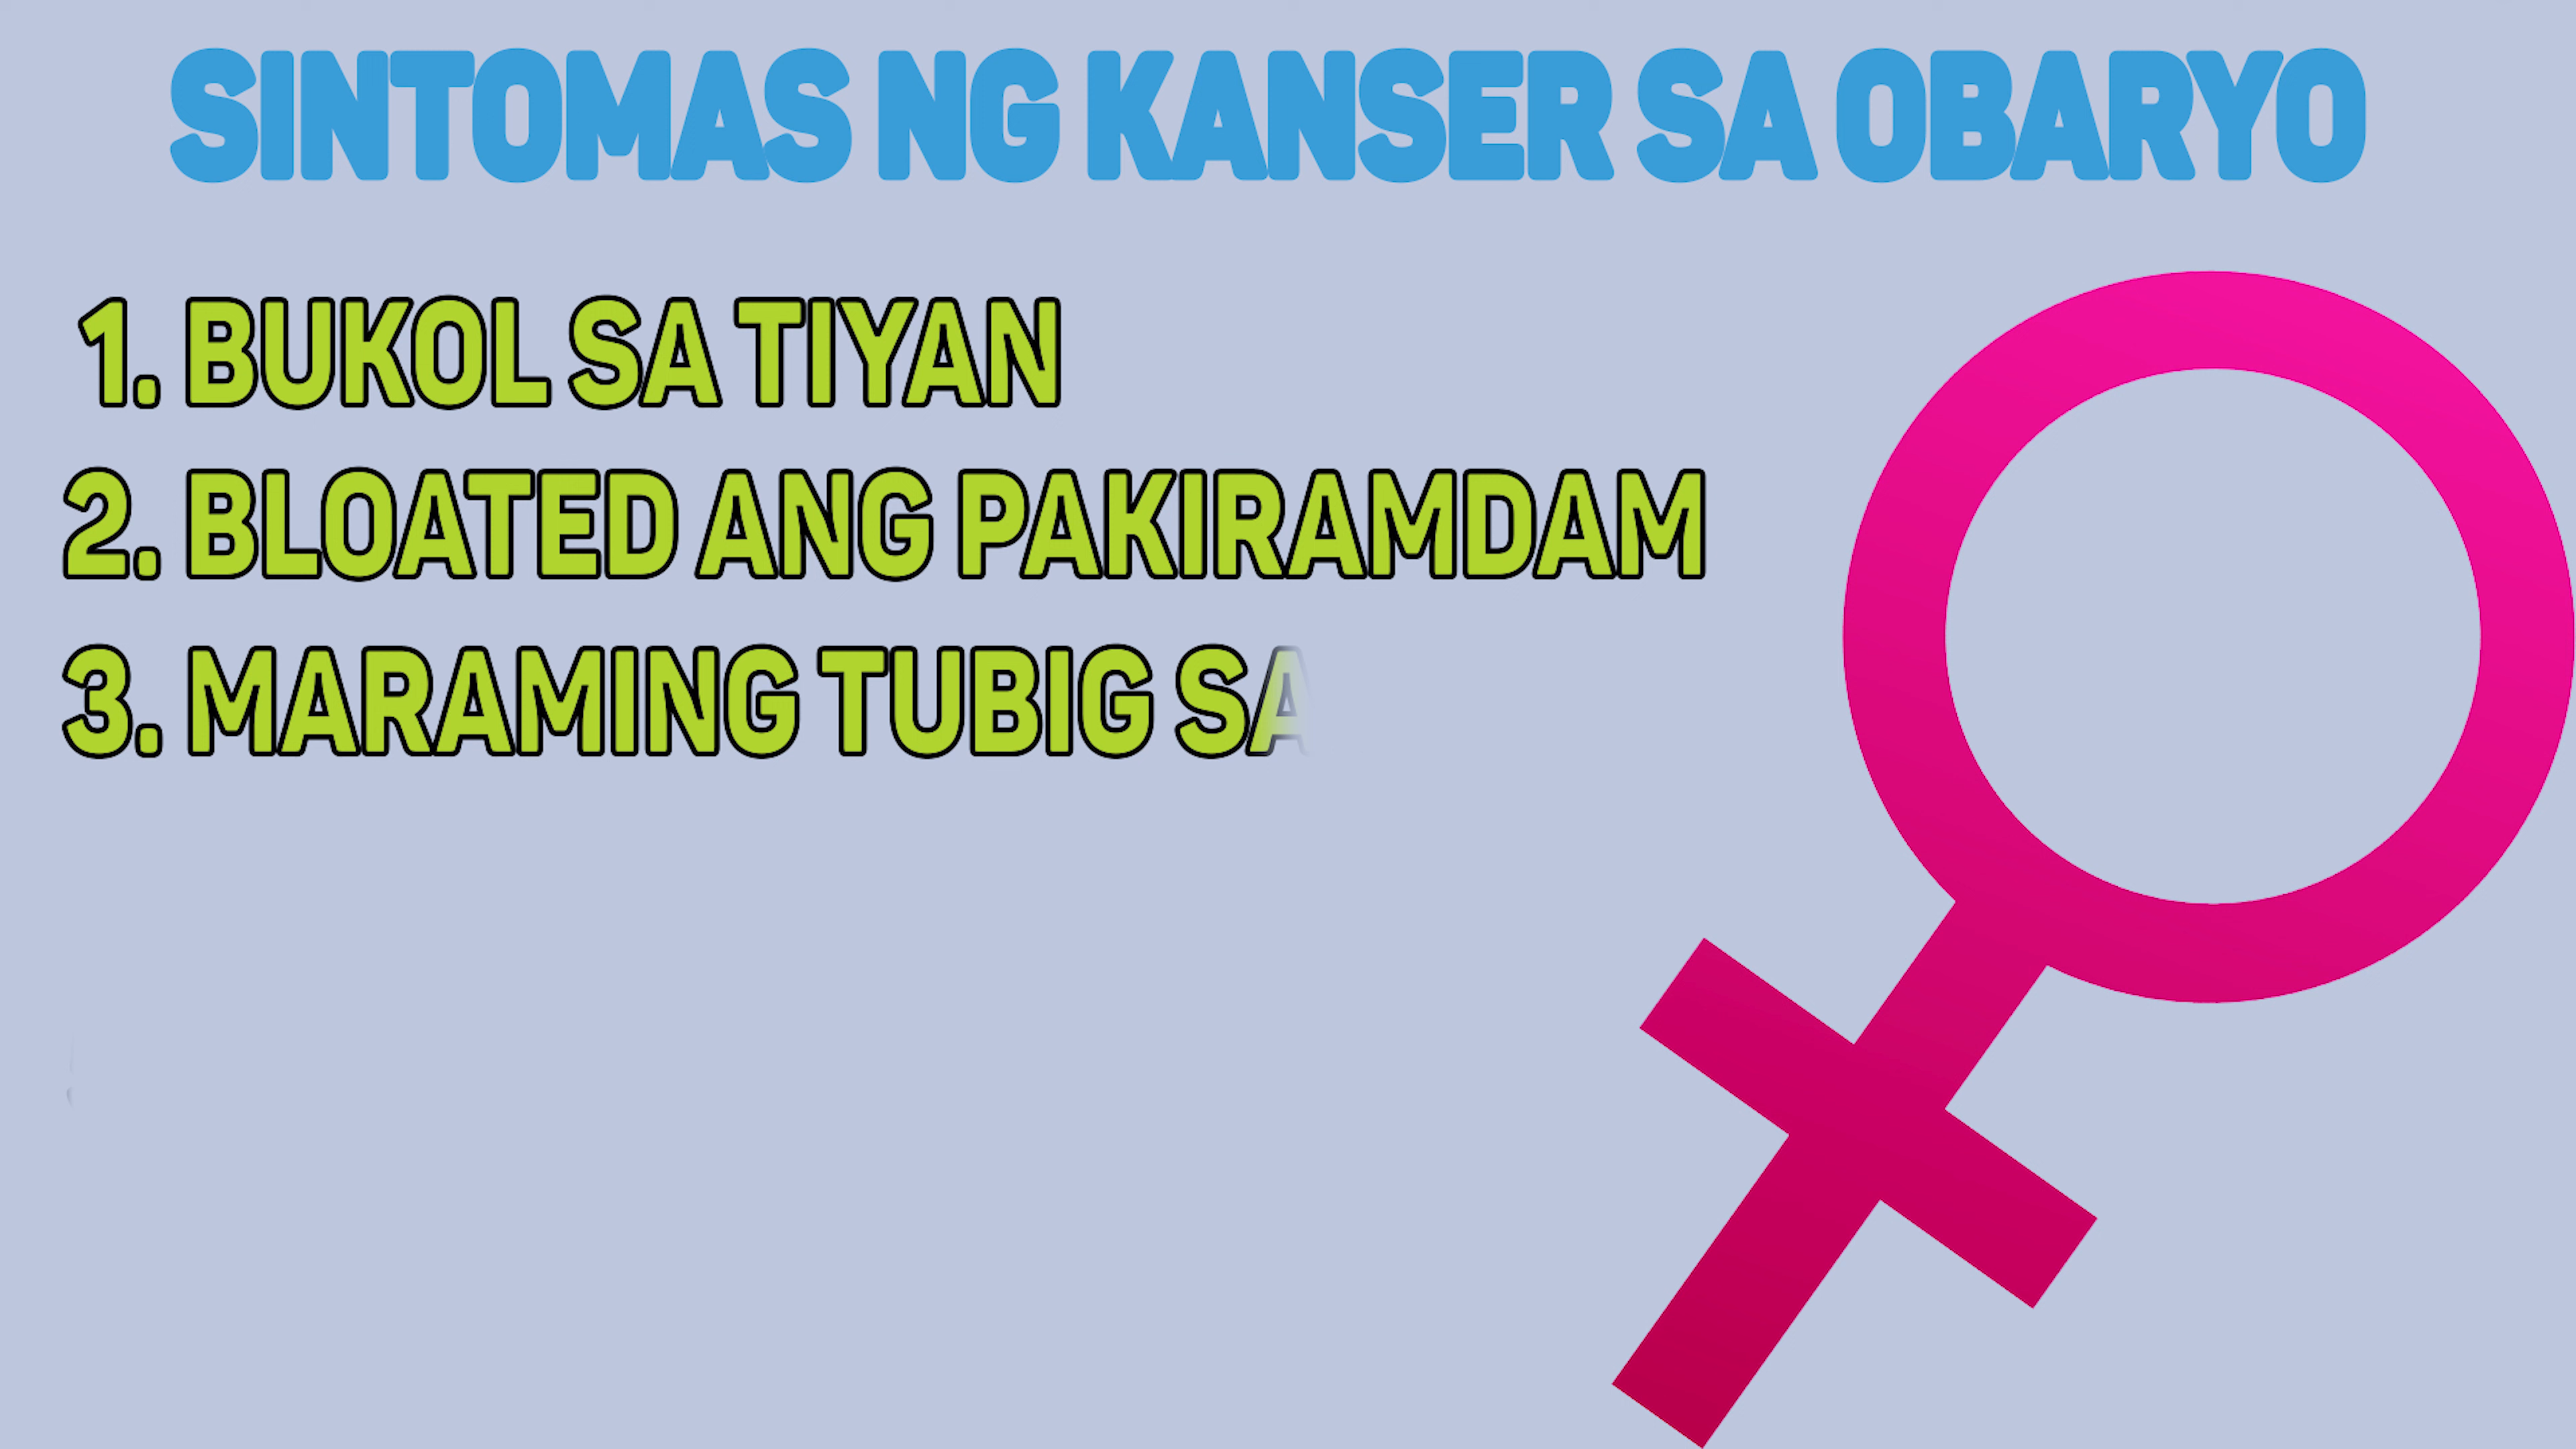 SINTOMAS NG KANSER SA OBARYO
1. BUKOL SA TIYAN
2. BLOATED ANG PAKIRAMDAM
3. MARAMING TUBIG SA